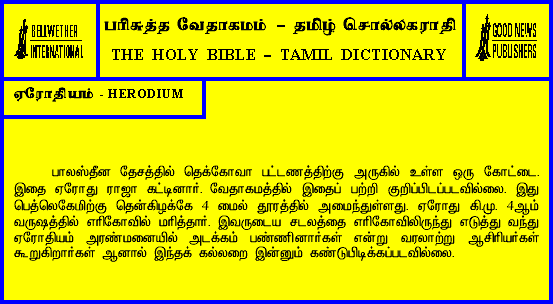 BELLWETHER
INTERNATIONAL
பரிசுத்த வேதாகமம் – தமிழ் சொல்லகராதி
THE HOLY BIBLE – TAMIL DICTIONARY
GOOD NEWS
PUBLISHERS
ஏரோதியம் - HERODIUM
பாலஸ்தீன தேசத்தில் தெக்கோவா பட்டணத்திற்கு அருகில் உள்ள ஒரு கோட்டை.
இதை ஏரோது ராஜா கட்டினார். வேதாகமத்தில் இதைப் பற்றி குறிப்பிடப்படவில்லை. இது
பெத்லெகேமிற்கு தென்கிழக்கே 4 மைல் தூரத்தில் அமைந்துள்ளது. ஏரோது கி.மு. 4ஆம்
வருஷத்தில் எரிகோவில் மரித்தார். இவருடைய சடலத்தை எரிகோவிலிருந்து எடுத்து வந்து
ஏரோதியம் அரண்மனையில் அடக்கம் பண்ணினார்கள் என்று வரலாற்று ஆசிரியர்கள்
கூறுகிறார்கள் ஆனால் இந்தக் கல்லறை இன்னும் கண்டுபிடிக்கப்படவில்லை.